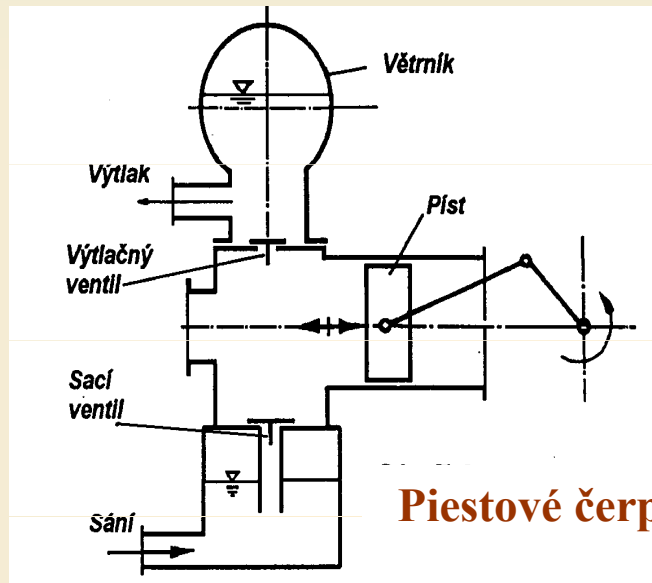 Větrník
Výtlak
Píst
Výtlačný
ventil
Sací
ventil
Sání
Piestové čerp